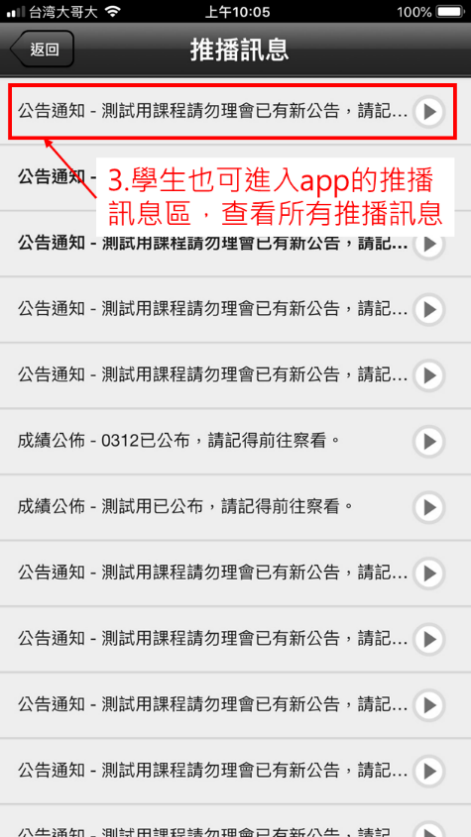 台湾大哥大 上午10:05 100%
返回 推播訊息
公告通知 - 測試用課程請勿理會已有新公告，請記...
公告通知 -
3.學生也可進入app的推播
訊息區，查看所有推播訊息
公告通知 - 測試用課程請勿理會已有新公告，請記...
公告通知 - 測試用課程請勿理會已有新公告，請記...
公告通知 - 測試用課程請勿理會已有新公告，請記...
成績公佈 - 0312已公布，請記得前往察看。
成績公佈 - 測試用已公布，請記得前往察看。
公告通知 - 測試用課程請勿理會已有新公告，請記...
公告通知 - 測試用課程請勿理會已有新公告，請記...
公告通知 - 測試用課程請勿理會已有新公告，請記...
公告通知 - 測試用課程請勿理會已有新公告，請記...
公告通知 - 測試用課程請勿理會已有新公告，請記...